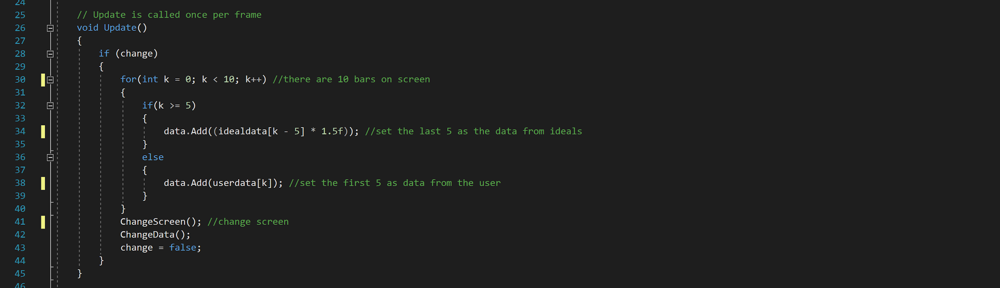 24
25 // Update is called once per frame
26 void Update()
27 {
28 if (change)
29 {
30 for(int k = 0; k < 10; k++) //there are 10 bars on screen
31 {
32 if(k >= 5)
33 {
34 data.Add((idealdata[k - 5] * 1.5f)); //set the last 5 as the data from ideals
35 }
36 else
37 {
38 data.Add(userdata[k]); //set the first 5 as data from the user
39 }
40 }
41 ChangeScreen(); //change screen
42 ChangeData();
43 change = false;
44 }
45 }
46